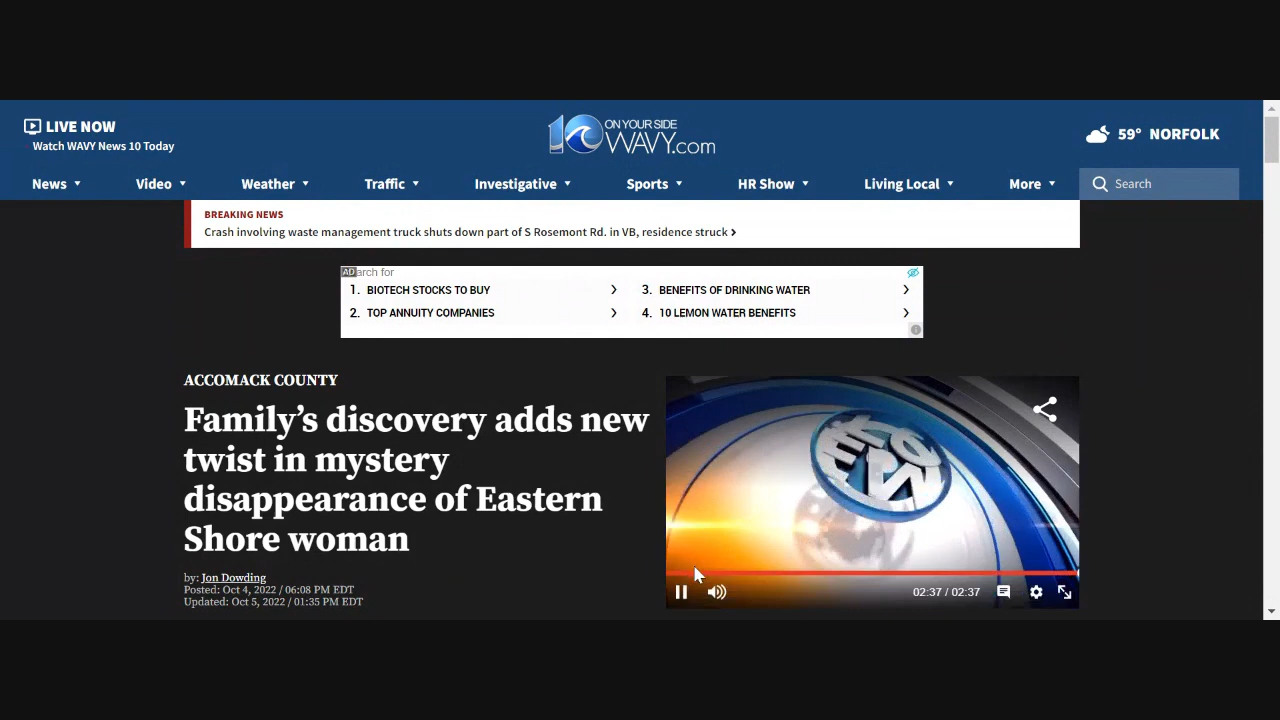 LIVE NOW
Watch WAVY News 10 Today
10 ON YOUR SIDE
WAVY.com
59° NORFOLK
News
Video
Weather
Traffic
Investigative
Sports
HR Show
Living Local
More
Search
BREAKING NEWS
Crash involving waste management truck shuts down part of S Rosemont Rd. in VB, residence struck
AD arch for
1. BIOTECH STOCKS TO BUY
3. BENEFITS OF DRINKING WATER
2. TOP ANNUITY COMPANIES
4. 10 LEMON WATER BENEFITS
ACCOMACK COUNTY
Family's discovery adds new
twist in mystery
disappearance of Eastern
Shore woman
by: Jon Dowding
Posted: Oct 4, 2022 / 06:08 PM EDT
Updated: Oct 5, 2022 / 01:35 PM EDT
02:37 / 02:37